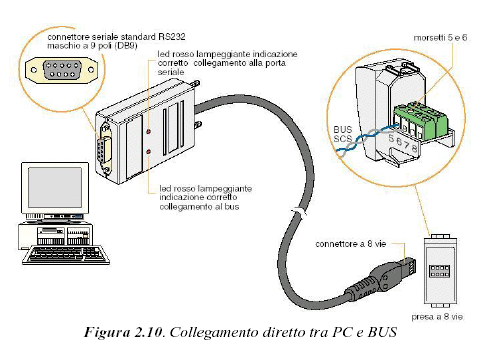 connettore seriale standard RS232
maschio a 9 poli (DB9)
led rosso lampeggiante indicazione
corretto collegamento alla porta
seriale
morsetti 5 e 6
BUS
SCS
5 6 7 8
led rosso lampeggiante
indicazione corretto
collegamento al bus
connettore a 8 vie
presa a 8 vie
Figura 2.10. Collegamento diretto tra PC e BUS